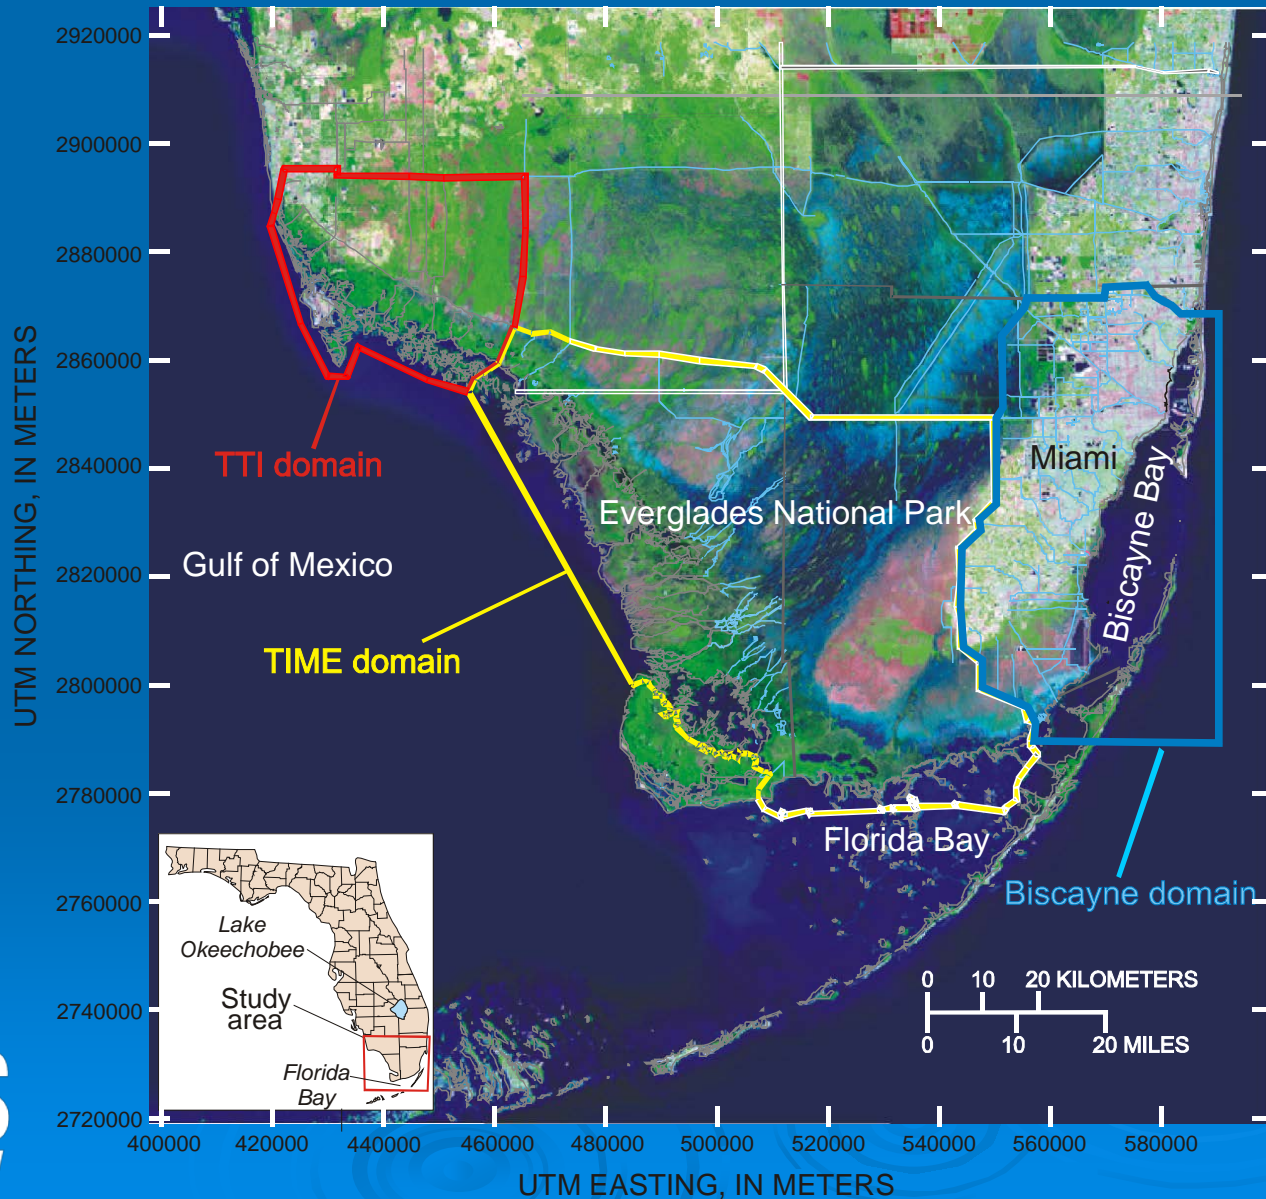 2920000
2900000
2880000
2860000
2840000
2820000
2800000
2780000
2760000
2740000
2720000
UTM NORTHING, IN METERS
TTI domain
Gulf of Mexico
TIME domain
Everglades National Park
Miami
Biscayne Bay
Florida Bay
Biscayne domain
Lake
Okeechobee
Study
area
Florida
Bay
0 10 20 KILOMETERS
0 10 20 MILES
400000 420000 440000 460000 480000 500000 520000 540000 560000 580000
UTM EASTING, IN METERS